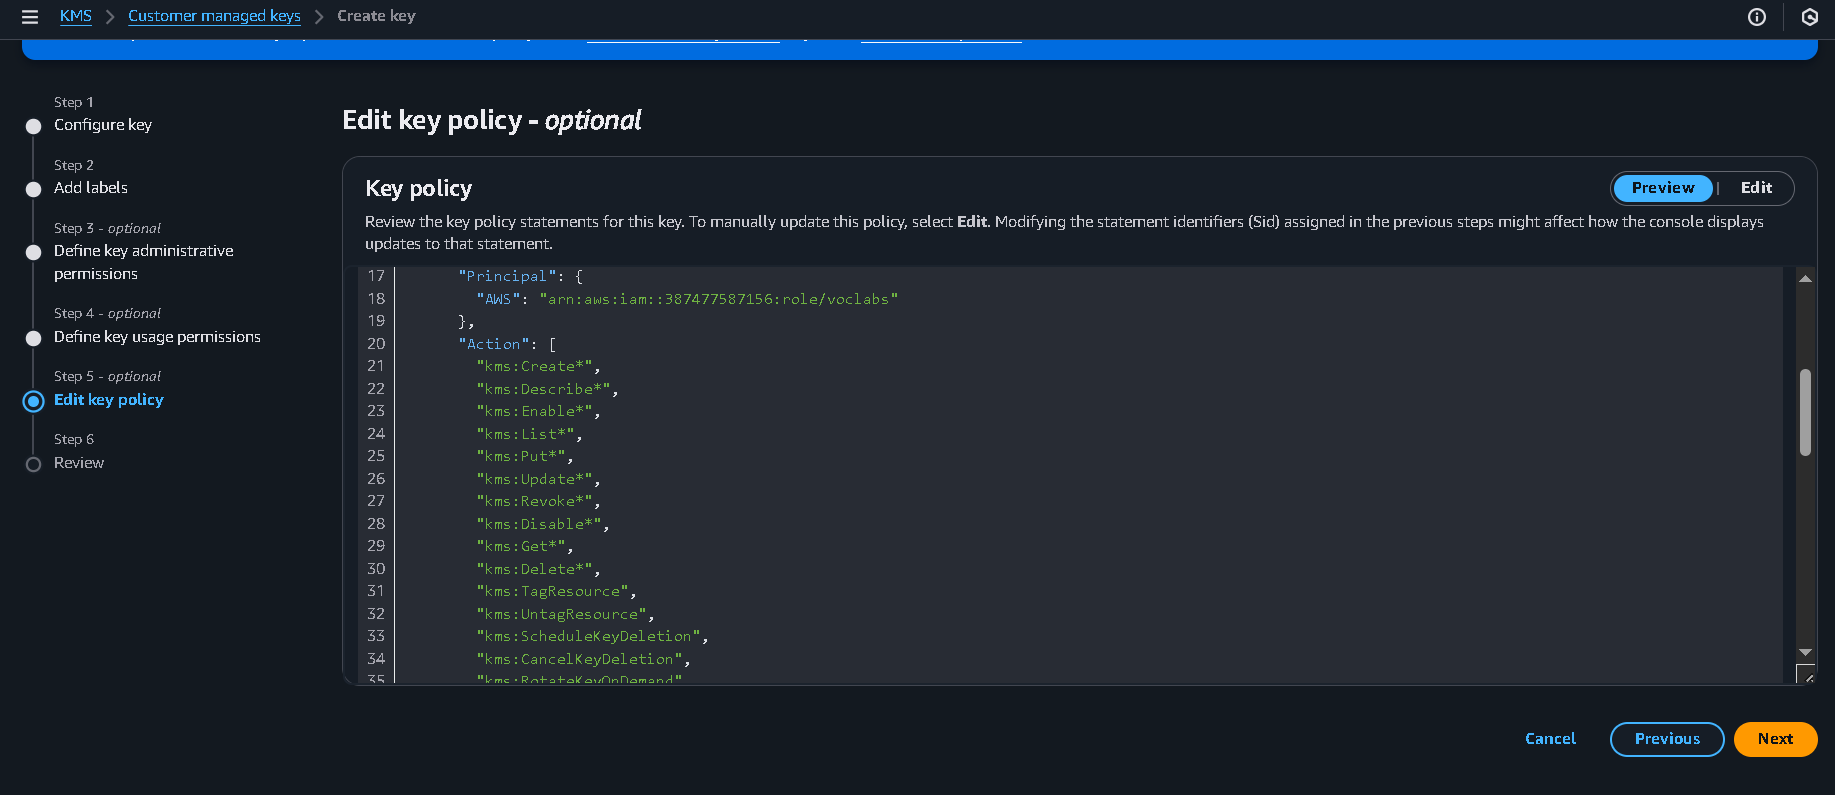 KMS > Customer managed keys > Create key
Step 1
Configure key
Step 2
Add labels
Step 3 - optional
Define key administrative
permissions
Step 4 - optional
Define key usage permissions
Step 5 - optional
Edit key policy
Step 6
Review
Edit key policy - optional
Key policy
Preview | Edit
Review the key policy statements for this key. To manually update this policy, select Edit. Modifying the statement identifiers (Sid) assigned in the previous steps might affect how the console displays
updates to that statement.
17 "Principal": {
18 "AWS": "arn:aws:iam::387477587156:role/voclabs"
19 },
20 "Action": [
21 "kms:Create*",
22 "kms:Describe*",
23 "kms:Enable*",
24 "kms:List*",
25 "kms:Put*",
26 "kms:Update*",
27 "kms:Revoke*",
28 "kms:Disable*",
29 "kms:Get*",
30 "kms:Delete*",
31 "kms:TagResource",
32 "kms:UntagResource",
33 "kms:ScheduleKeyDeletion",
34 "kms:CancelKeyDeletion",
35 "kms:RotateKeyOnDemand"
Cancel
Previous
Next